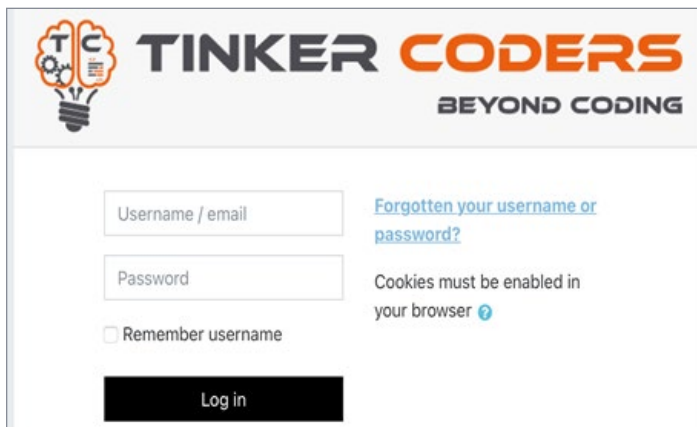 TC
TINKER CODERS
BEYOND CODING
Username / email
Password
Remember username
Log in
Forgotten your username or
password?
Cookies must be enabled in
your browser ?